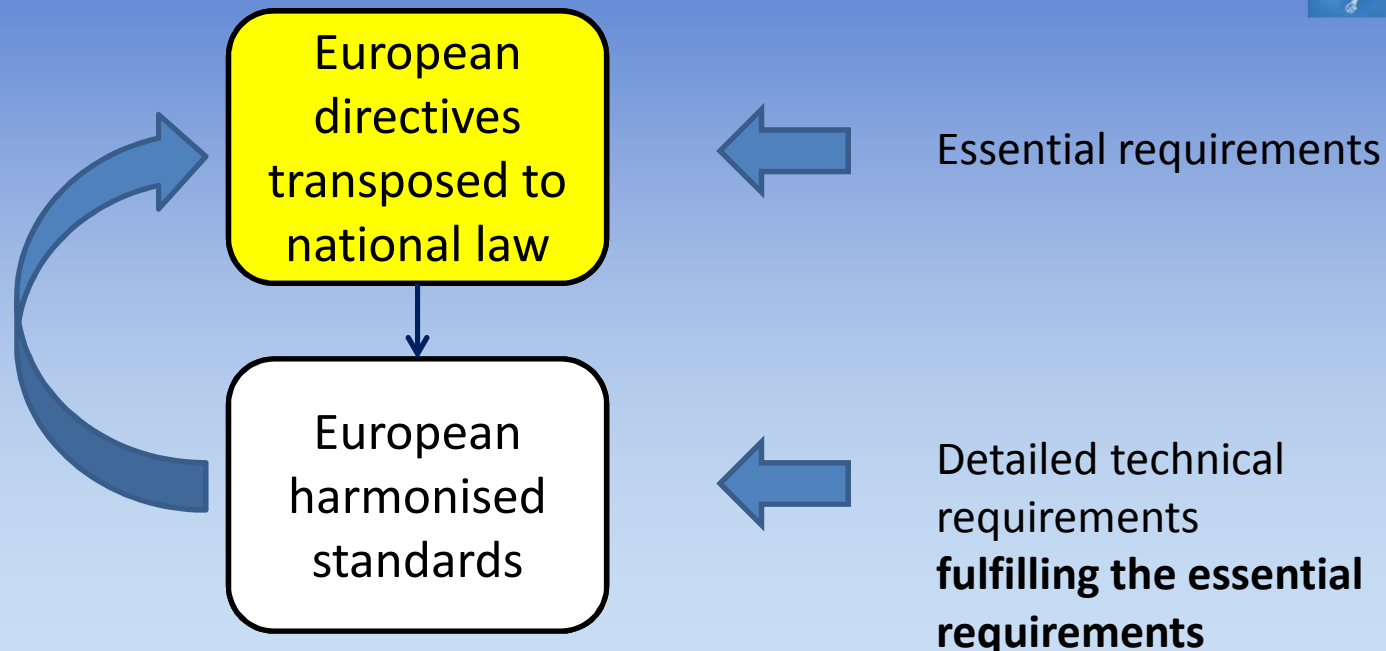 European
directives
transposed to
national law
Essential requirements
European
harmonised
standards
Detailed technical
requirements
fulfilling the essential
requirements